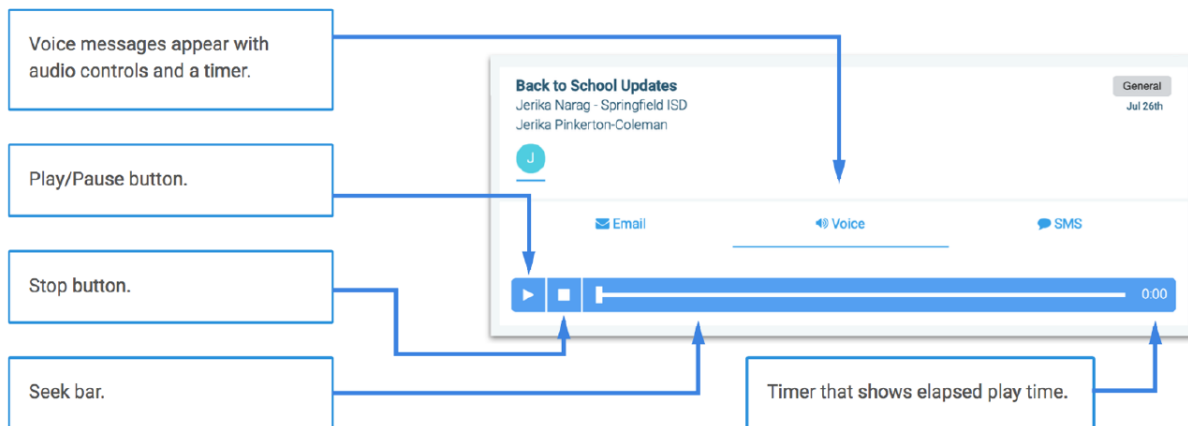 Voice messages appear with
audio controls and a timer.
Play/Pause button.
Stop button.
Seek bar.
Back to School Updates
General
Jerika Narag - Springfield ISD
Jul 26th
Jerika Pinkerton-Coleman
J
Email
Voice
SMS
0:00
Timer that shows elapsed play time.